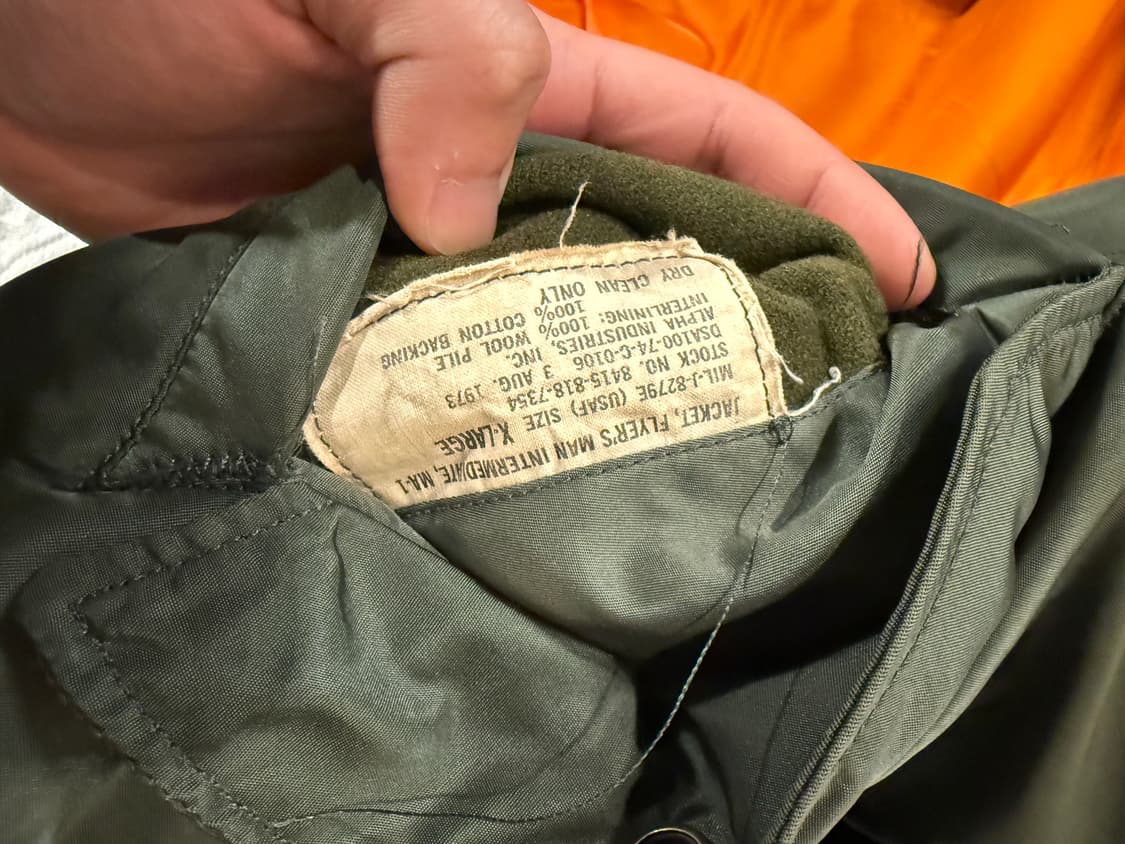 JACKET, FLYER'S MAN INTERMEDIATE, MA-1
MIL-J-8279E (USAF) SIZE X-LARGE
STOCK NO. 8415-818-7354
DSA100-74-C-0106 3 AUG. 1973
ALPHA INDUSTRIES, INC.
INTERLINING: 100% WOOL PILE
100% COTTON BACKING
DRY CLEAN ONLY